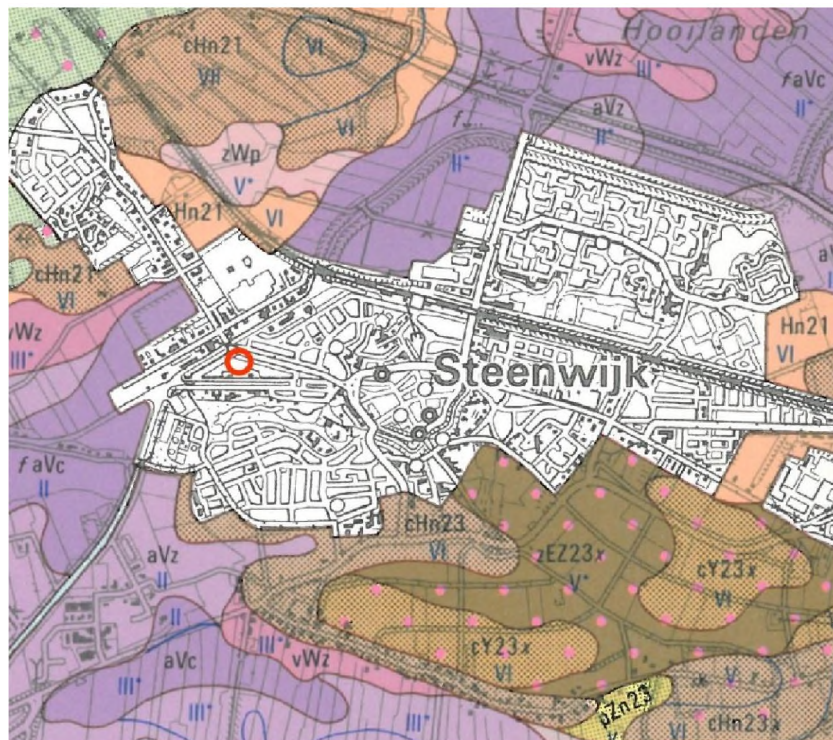 cHn21
VII
VI
Hooilanden
vWz
III*
faVc
II*
aVz
II*
f...
zWp
V*
VI
II*
Hn21
VI
cHn21
VI
Hn21
VI
vWz
III*
Steenwijk
faVc
II
cHn23
VI
zEZ23x
V*
cY23x
VI
aVz
II
II
aVc
III*
vWz
III*
cY23x
VI
V
pZn23
III*
III*
VI
cHn23x